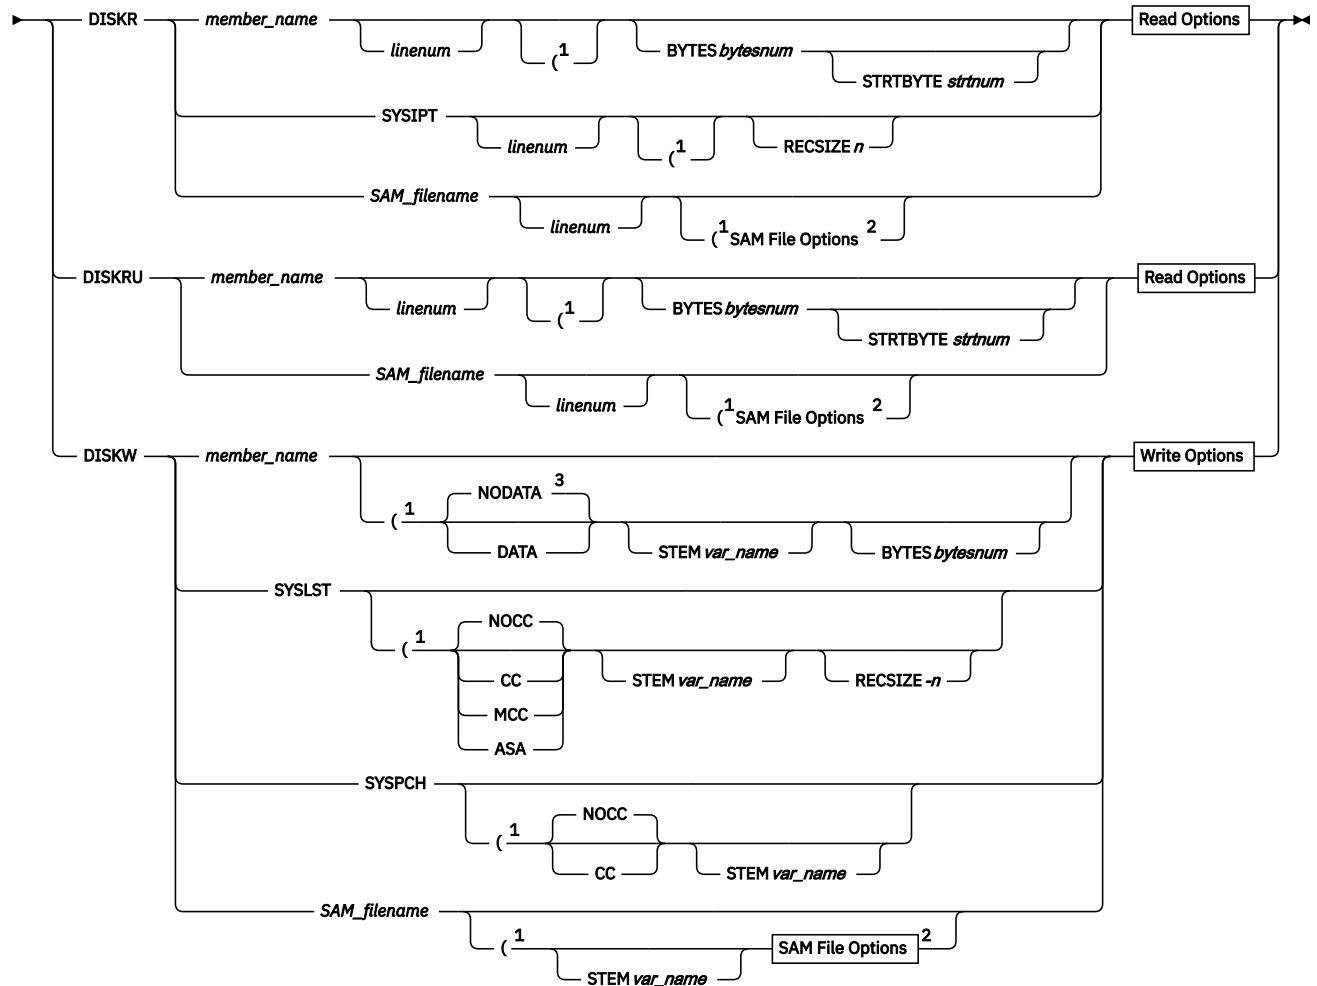 DISKR member_name Read Options
linenum ( 1 BYTES bytesnum
STRTBYTE strtnum
SYSIPT
linenum ( 1 RECSIZE n
SAM_filename
linenum ( 1 SAM File Options 2
DISKRU member_name Read Options
linenum ( 1 BYTES bytesnum
STRTBYTE strtnum
SAM_filename
linenum ( 1 SAM File Options 2
DISKW member_name Write Options
NODATA 3
( 1
DATA STEM var_name BYTES bytesnum
SYSLST
NOCC
( 1
CC STEM var_name RECSIZE -n
MCC
ASA
SYSPCH
NOCC
( 1
CC STEM var_name
SAM_filename
( 1 SAM File Options 2
STEM var_name